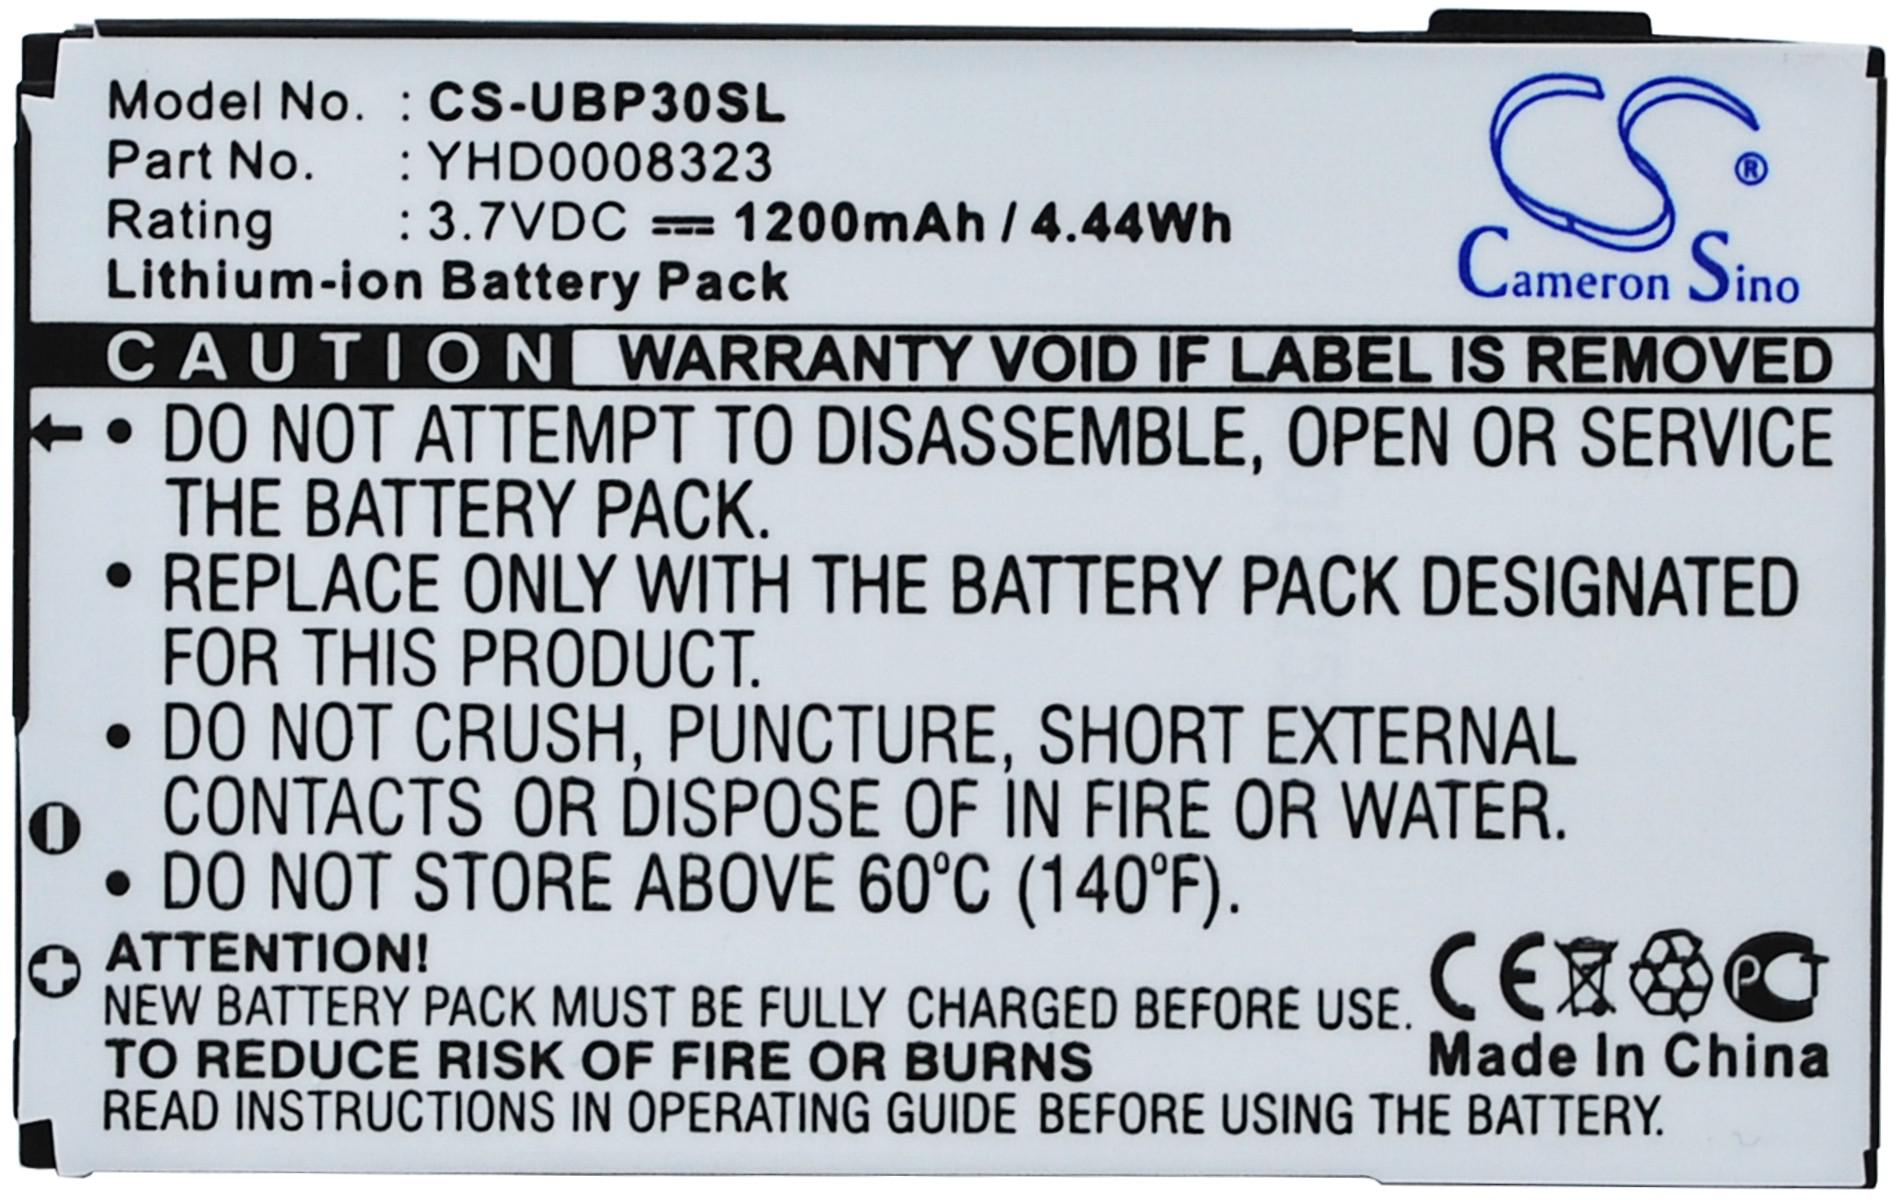 Model No. : CS-UBP30SL
Part No. : YHD0008323
Rating : 3.7VDC 1200mAh / 4.44Wh
Lithium-ion Battery Pack
CS ®
Cameron Sino
CAUTION WARRANTY VOID IF LABEL IS REMOVED
• DO NOT ATTEMPT TO DISASSEMBLE, OPEN OR SERVICE
THE BATTERY PACK.
• REPLACE ONLY WITH THE BATTERY PACK DESIGNATED
FOR THIS PRODUCT.
• DO NOT CRUSH, PUNCTURE, SHORT EXTERNAL
CONTACTS OR DISPOSE OF IN FIRE OR WATER.
• DO NOT STORE ABOVE 60°C (140°F).
ATTENTION!
NEW BATTERY PACK MUST BE FULLY CHARGED BEFORE USE.
TO REDUCE RISK OF FIRE OR BURNS
READ INSTRUCTIONS IN OPERATING GUIDE BEFORE USING THE BATTERY.
CE PCT
Made In China